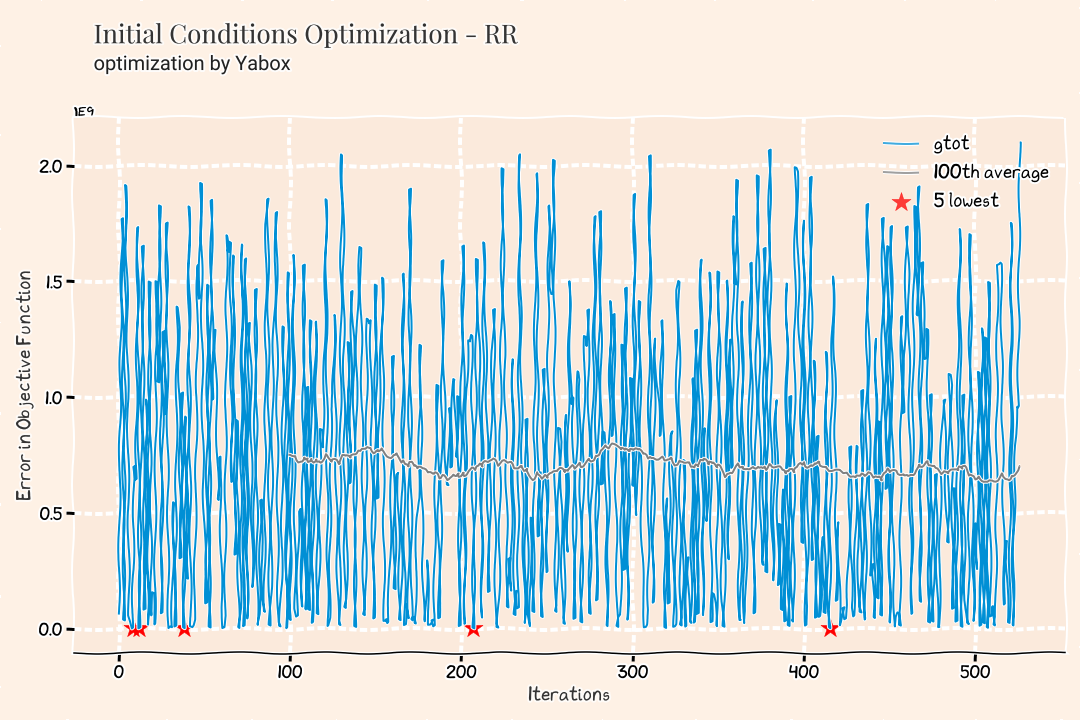 Initial Conditions Optimization - RR
optimization by Yabox
1E9
gtot
100th average
5 lowest
2.0
1.5
1.0
0.5
0.0
Error in Objective Function
0 100 200 300 400 500
Iterations